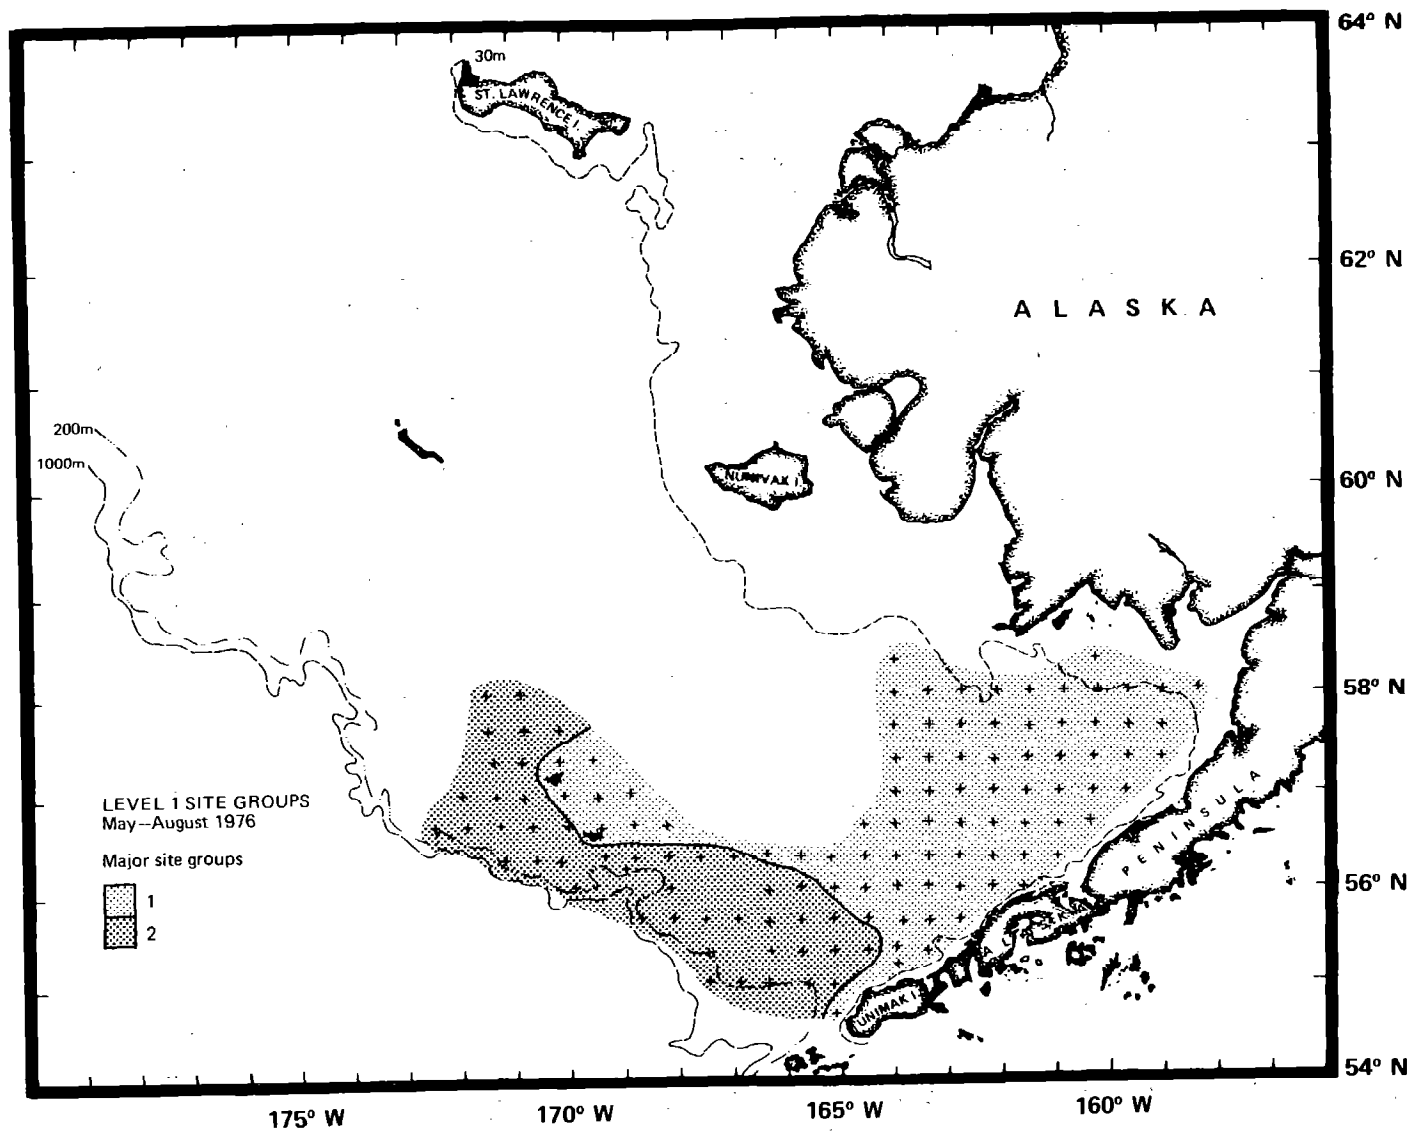 64° N
30m
ST. LAWRENCE I.
62° N
ALASKA
200m
1000m
NUNIVAK I.
60° N
58° N
LEVEL 1 SITE GROUPS
May--August 1976
Major site groups
1
2
PENINSULA
56° N
ALASKA
UNIMAK I.
54° N
175° W
170° W
165° W
160° W